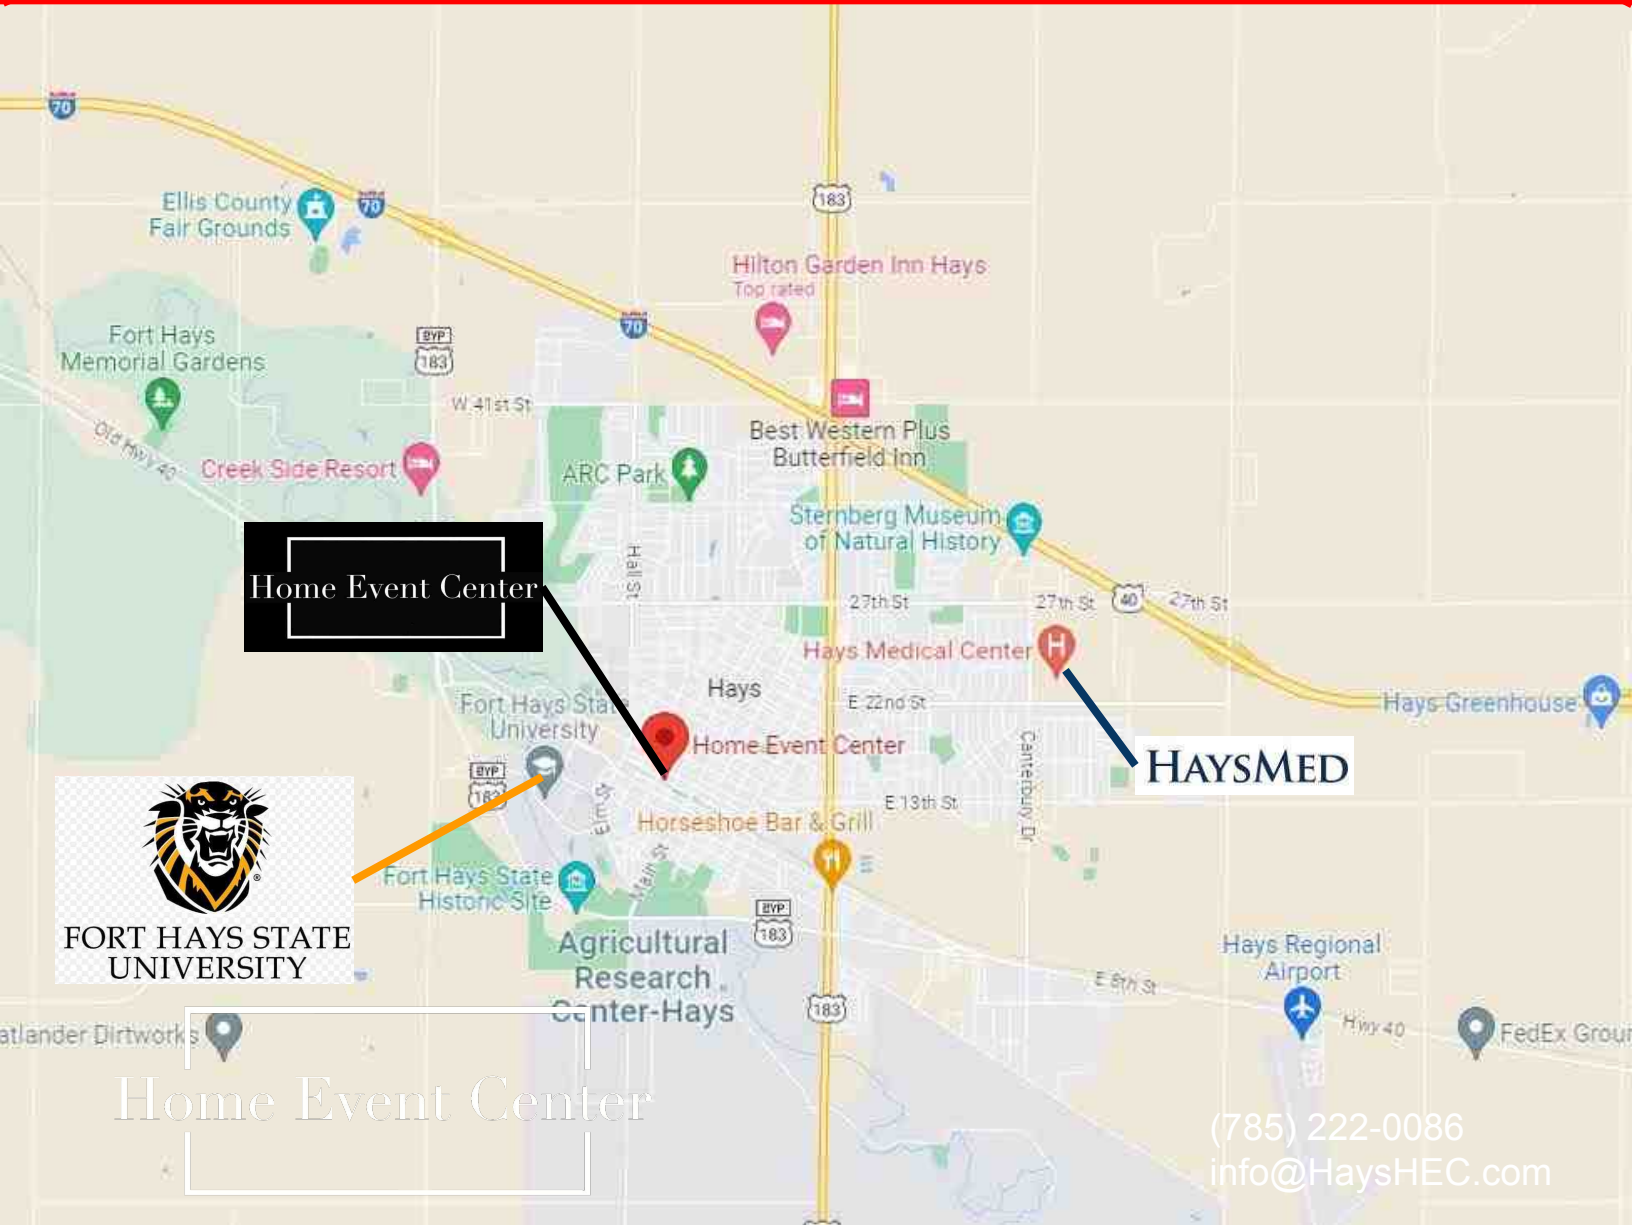 70
Ellis County
Fair Grounds
70
183
Hilton Garden Inn Hays
Top rated
70
Fort Hays
Memorial Gardens
BYP
183
W 41st St
Old Hwy 40
Creek Side Resort
ARC Park
Best Western Plus
Butterfield Inn
Sternberg Museum
of Natural History
Hall St
Home Event Center
27th St
27th St
40
27th St
Hays Medical Center
Hays
E 22nd St
Hays Greenhouse
Fort Hays State
University
Home Event Center
Canterbury Dr
HAYSMED
BYP
183
Elm St
E 13th St
Horseshoe Bar & Grill
Main St
Fort Hays State
Historic Site
®
FORT HAYS STATE
UNIVERSITY
BYP
183
Agricultural
Research
Center-Hays
Hays Regional
Airport
E 8th St
183
Hwy 40
atlander Dirtworks
FedEx Groun
Home Event Center
(785) 222-0086
info@HaysHEC.com